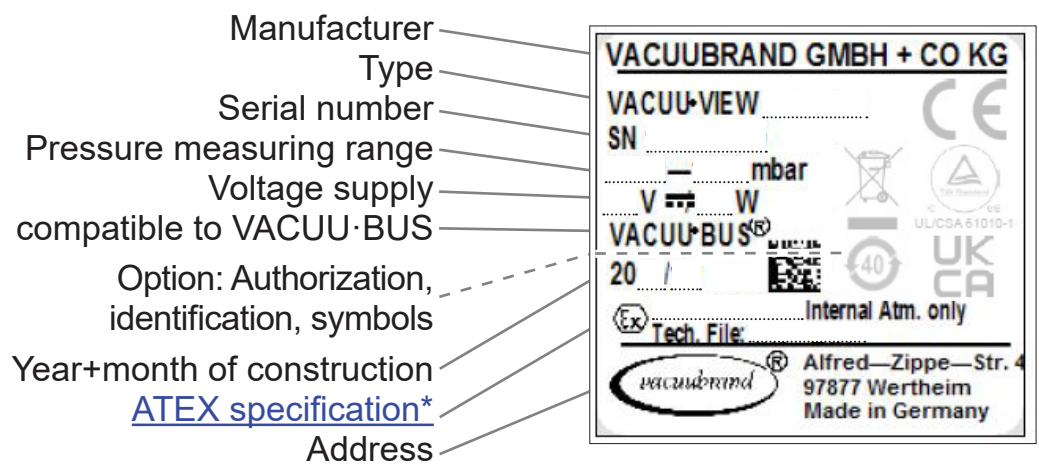 Manufacturer
Type
Serial number
Pressure measuring range
Voltage supply
compatible to VACUU·BUS
Option: Authorization,
identification, symbols
Year+month of construction
ATEX specification*
Address
VACUUBRAND GMBH + CO KG
VACUU•VIEW
SN
— mbar
V W
VACUU•BUS®
20 /
Ex Internal Atm. only
Tech. File:
CE
UL/CSA 61010-1
40
UK
CA
vacuubrand ®
Alfred—Zippe—Str. 4
97877 Wertheim
Made in Germany